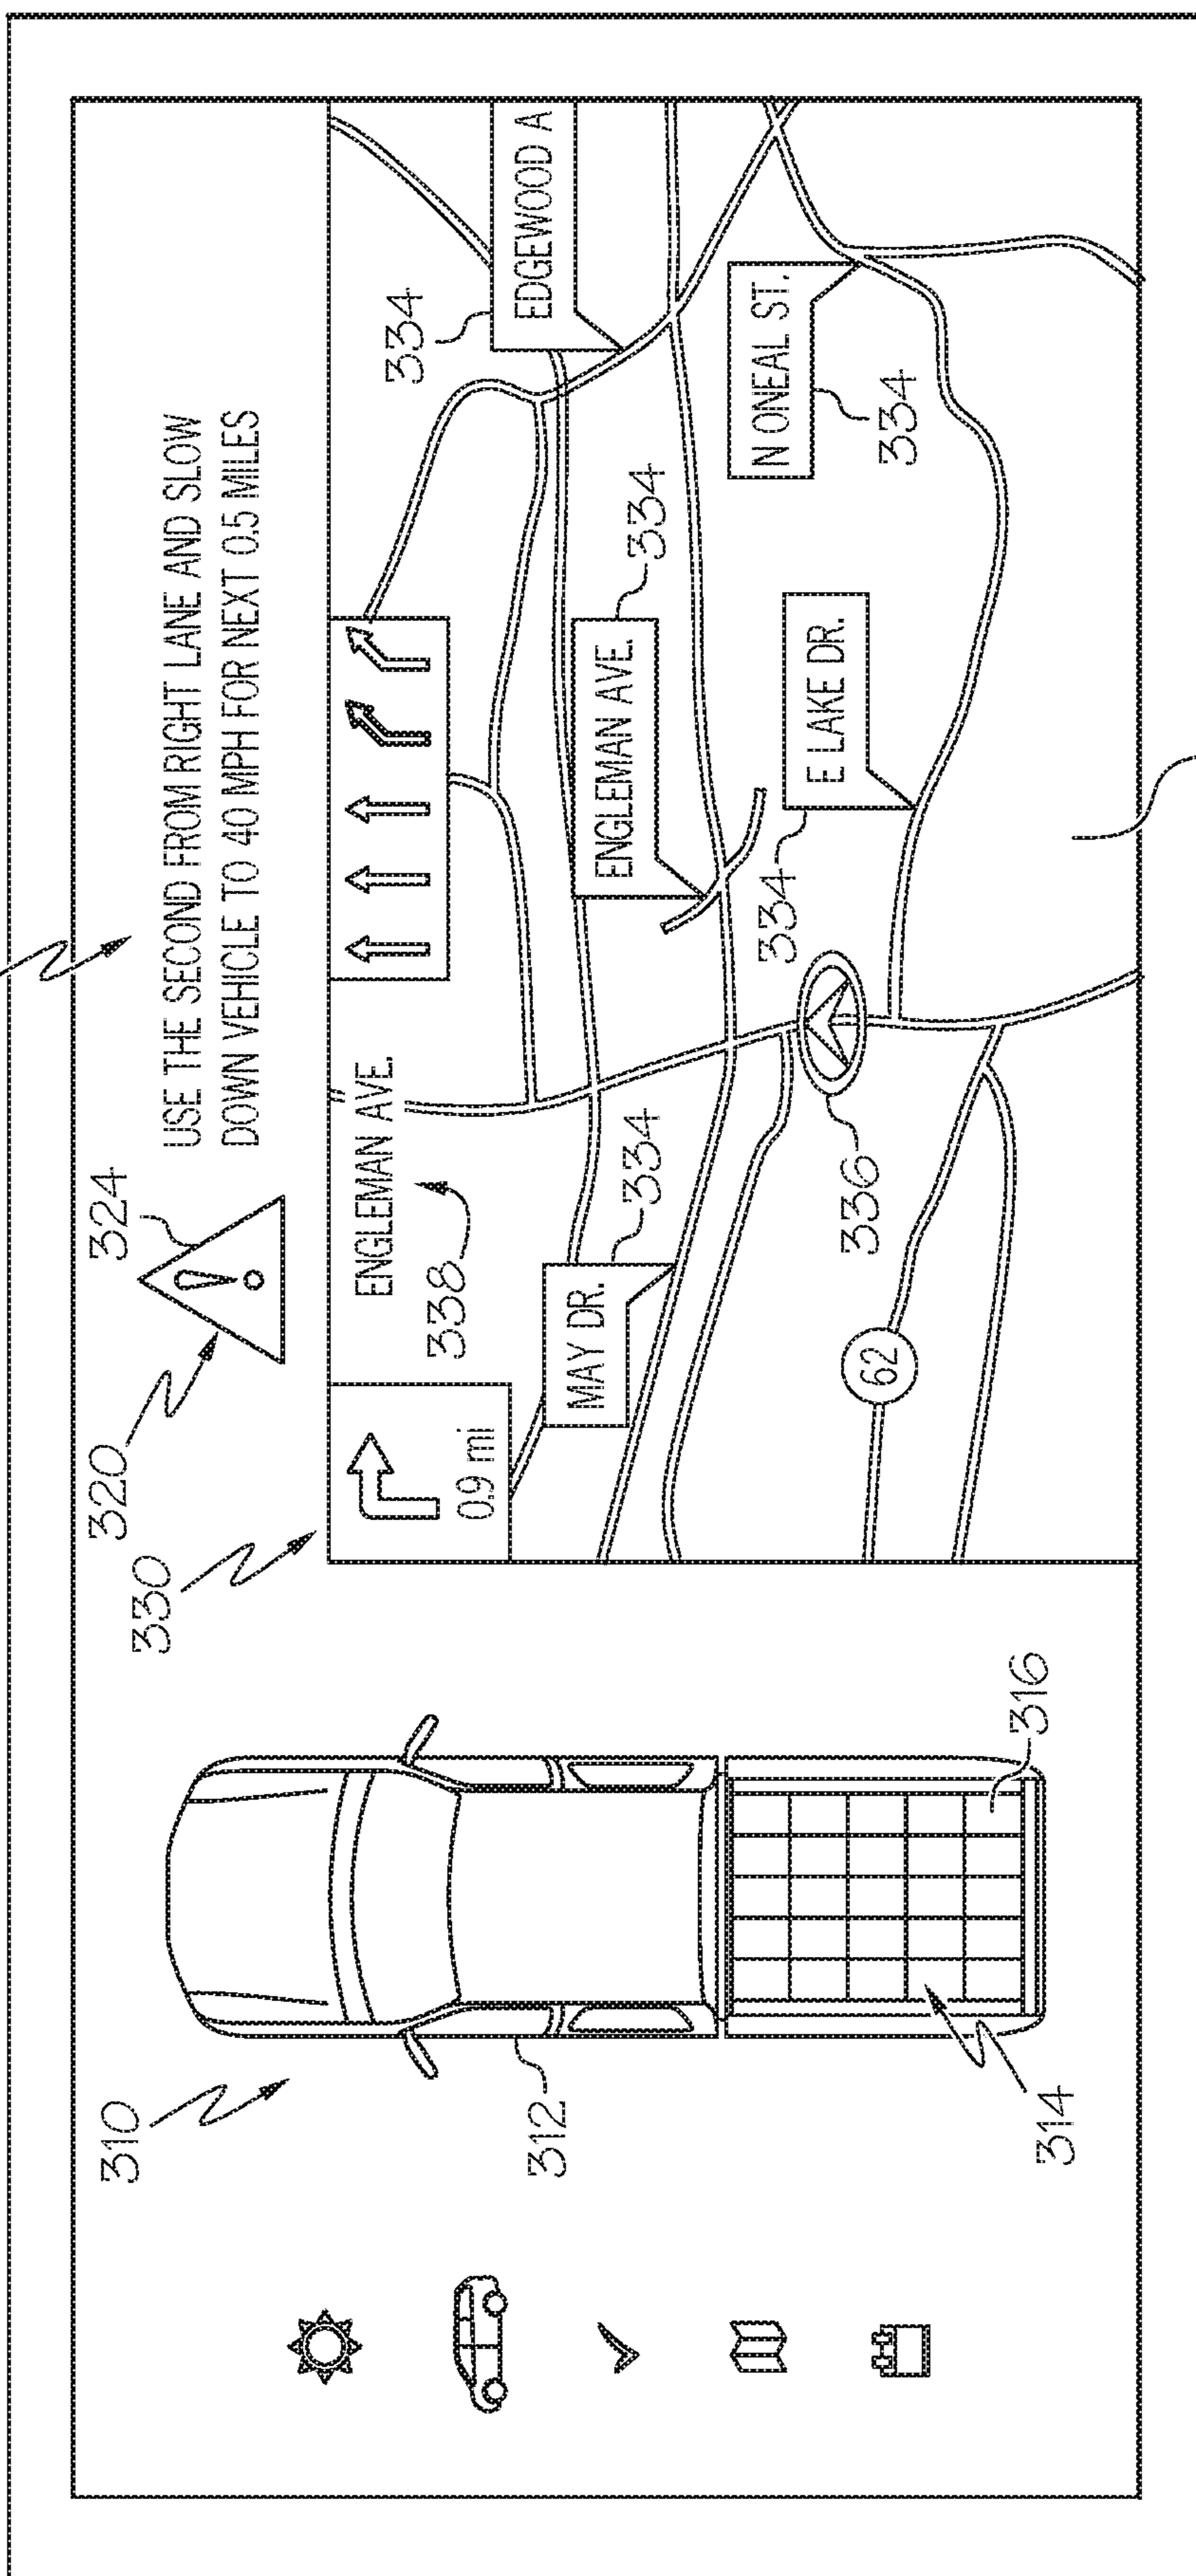 310
312
314
316
320
324
USE THE SECOND FROM RIGHT LANE AND SLOW
DOWN VEHICLE TO 40 MPH FOR NEXT 0.5 MILES
330
0.9 mi
ENGLEMAN AVE.
338
334
EDGEWOOD A
MAY DR.
334
ENGLEMAN AVE.
334
N ONEAL ST.
334
E LAKE DR.
334
336
62